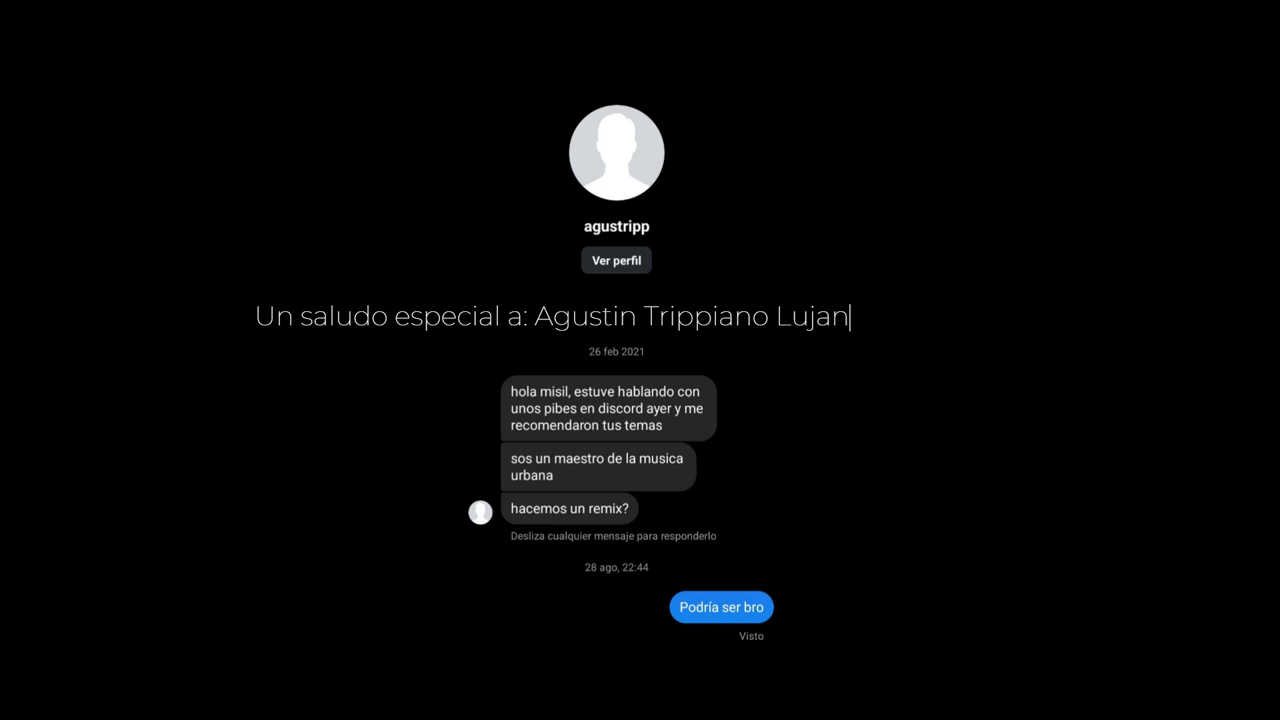 agustripp
Ver perfil
Un saludo especial a: Agustin Trippiano Lujan
26 feb 2021
hola misil, estuve hablando con
unos pibes en discord ayer y me
recomendaron tus temas
sos un maestro de la musica
urbana
hacemos un remix?
Desliza cualquier mensaje para responderlo
28 ago, 22:44
Podría ser bro
Visto